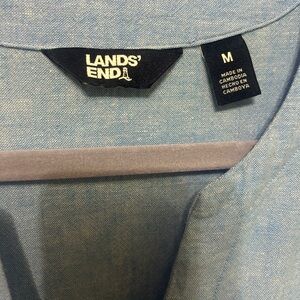 LANDS'
END
M
MADE IN
CAMBODIA
HECHO EN
CAMBOYA